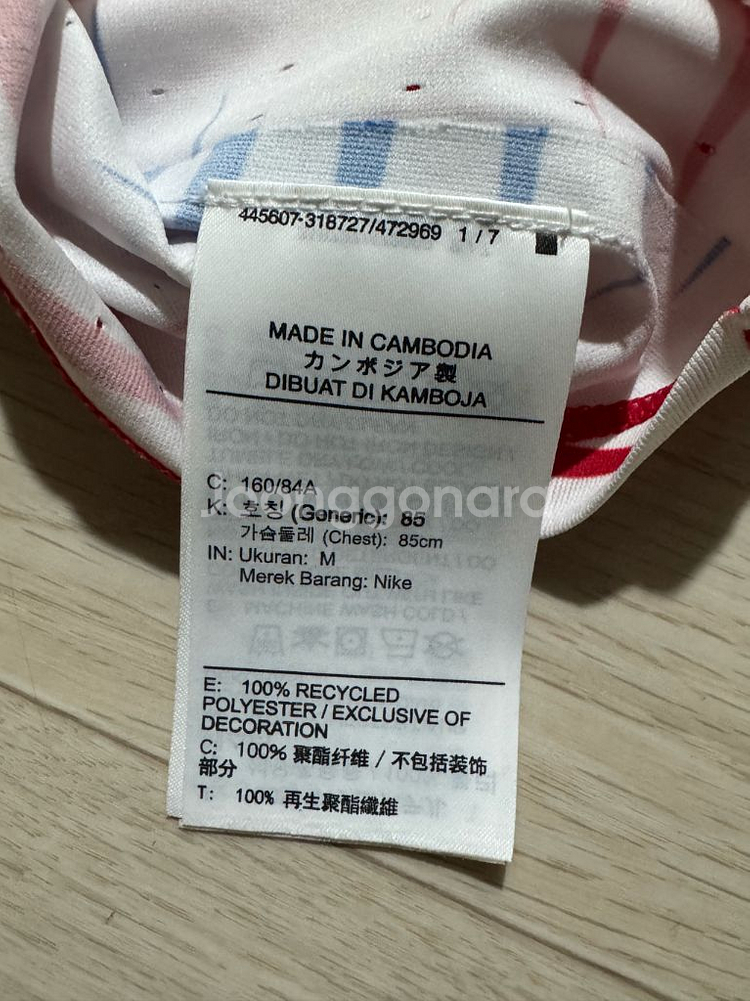 445607-318727/472969 1 / 7
MADE IN CAMBODIA
カンボジア製
DIBUAT DI KAMBOJA
C: 160/84A
K: 호칭 (Generic): 85
가슴둘레 (Chest): 85cm
IN: Ukuran: M
Merek Barang: Nike
joonggonara
E: 100% RECYCLED
POLYESTER / EXCLUSIVE OF
DECORATION
C: 100% 聚酯纤维 / 不包括装饰
部分
T: 100% 再生聚酯纖維